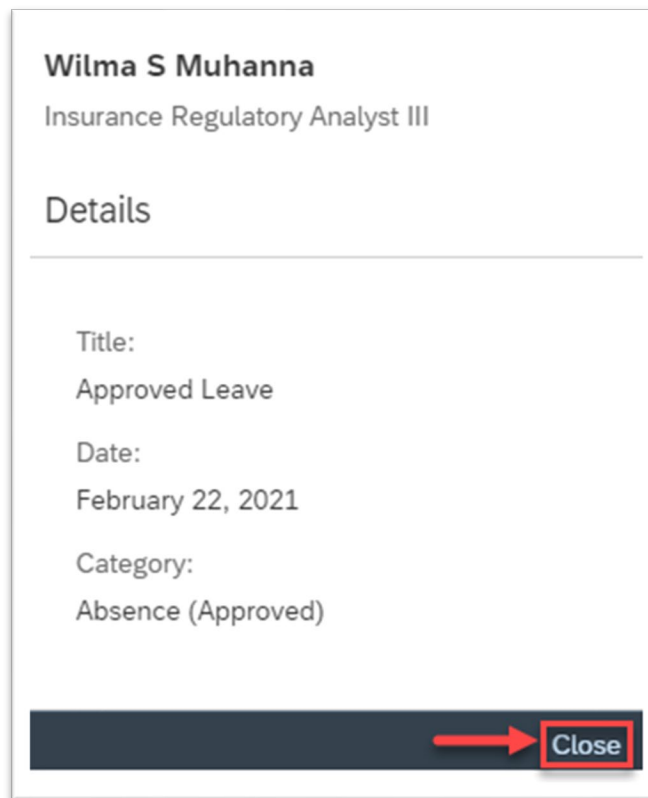 Wilma S Muhanna
Insurance Regulatory Analyst III
Details
Title:
Approved Leave
Date:
February 22, 2021
Category:
Absence (Approved)
Close